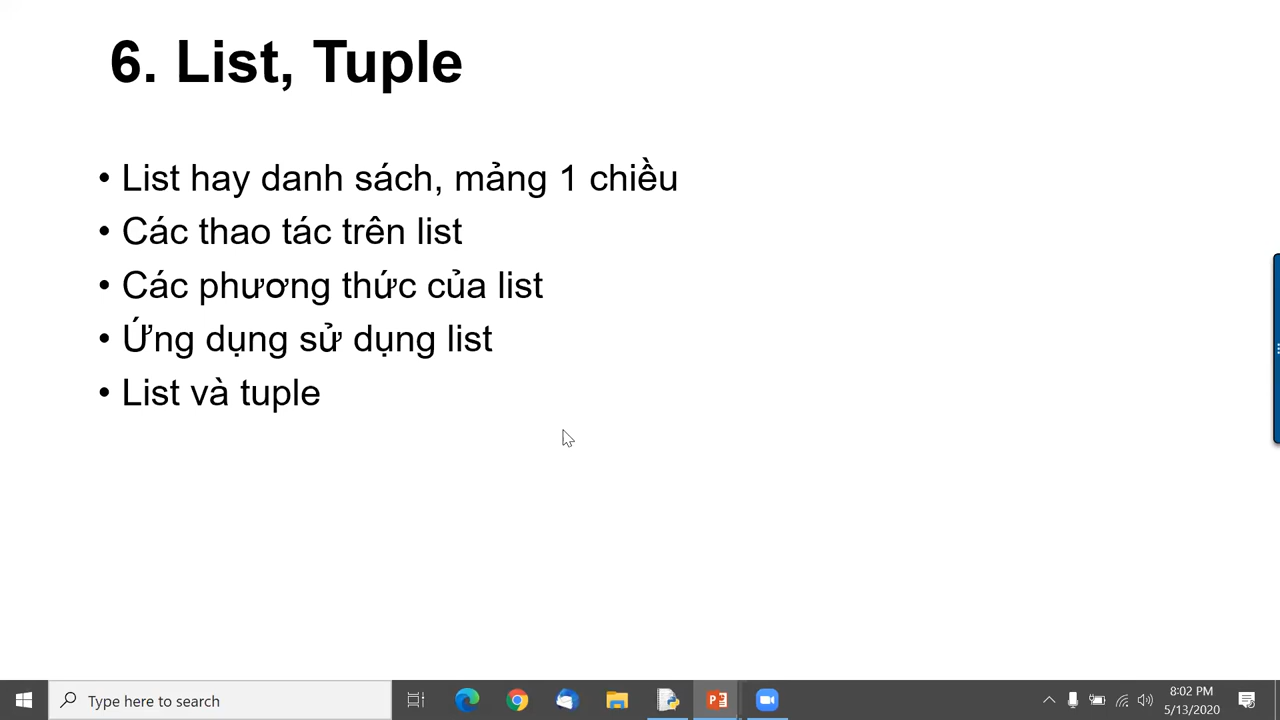 6. List, Tuple
• List hay danh sách, mảng 1 chiều
• Các thao tác trên list
• Các phương thức của list
• Ứng dụng sử dụng list
• List và tuple
Type here to search
8:02 PM
5/13/2020